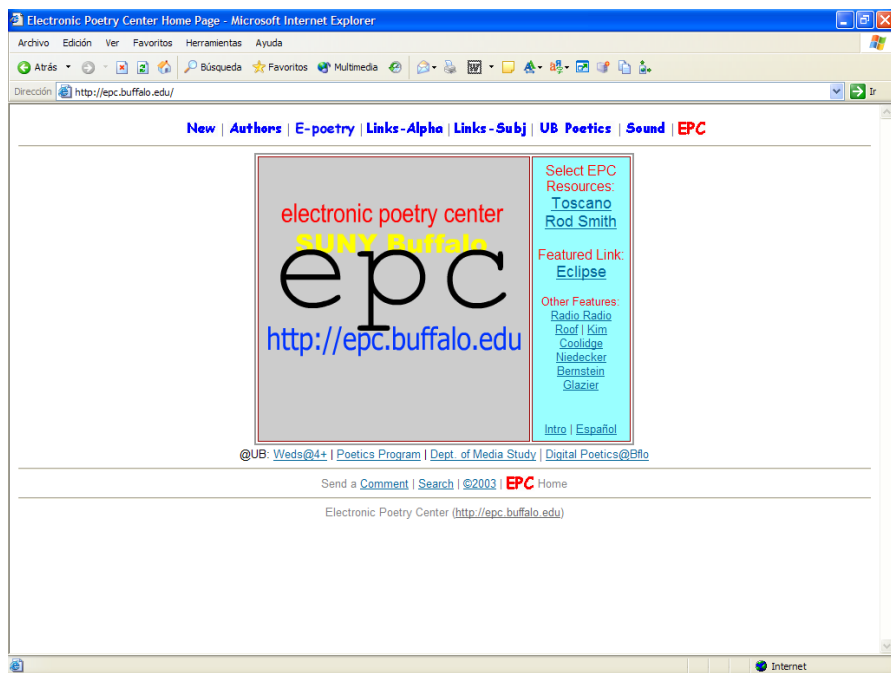 Electronic Poetry Center Home Page - Microsoft Internet Explorer
Archivo Edición Ver Favoritos Herramientas Ayuda
Atrás Búsqueda Favoritos Multimedia
Dirección http://epc.buffalo.edu/ Ir
New | Authors | E-poetry | Links-Alpha | Links-Subj | UB Poetics | Sound | EPC
electronic poetry center
SUNY Buffalo
epc
http://epc.buffalo.edu
Select EPC
Resources:
Toscano
Rod Smith
Featured Link:
Eclipse
Other Features:
Radio Radio
Roof | Kim
Coolidge
Niedecker
Bernstein
Glazier
Intro | Español
@UB: Weds@4+ | Poetics Program | Dept. of Media Study | Digital Poetics@Bflo
Send a Comment | Search | ©2003 | EPC Home
Electronic Poetry Center (http://epc.buffalo.edu)
Internet